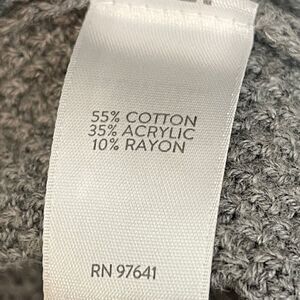 55% COTTON
35% ACRYLIC
10% RAYON
RN 97641